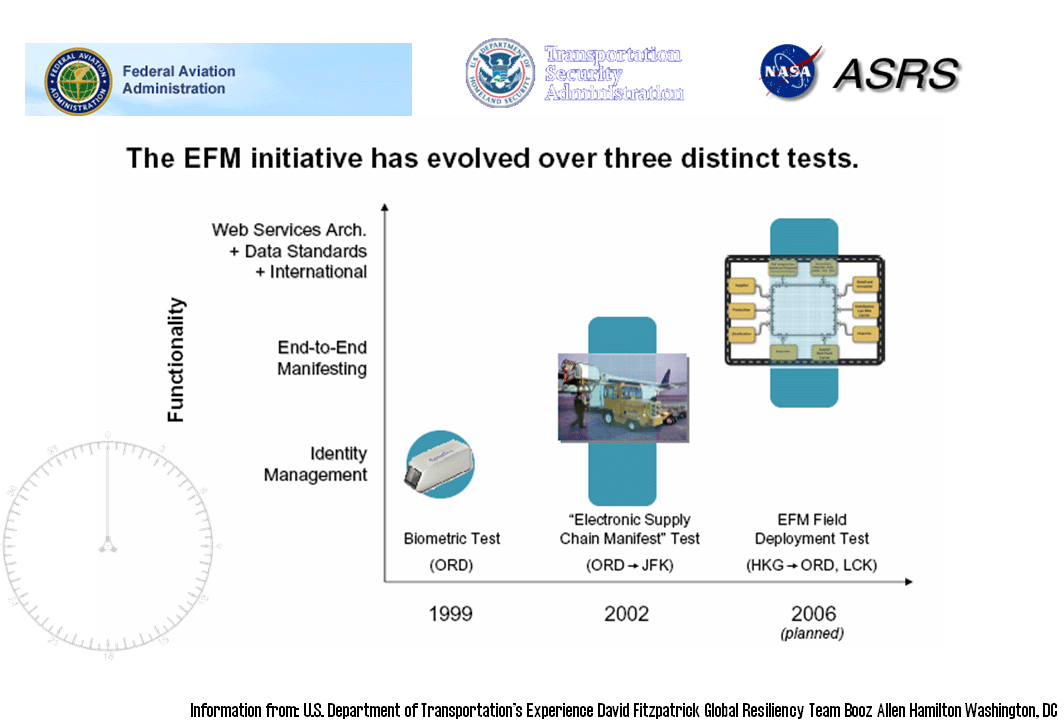 Federal Aviation
Administration
Transportation
Security
Administration
NASA
ASRS
The EFM initiative has evolved over three distinct tests.
Web Services Arch.
+ Data Standards
+ International
End-to-End
Manifesting
Identity
Management
Functionality
Biometric Test
(ORD)
"Electronic Supply
Chain Manifest" Test
(ORD→JFK)
EFM Field
Deployment Test
(HKG→ORD, LCK)
1999
2002
2006
(planned)
Information from: U.S. Department of Transportation's Experience David Fitzpatrick Global Resiliency Team Booz Allen Hamilton Washington, DC